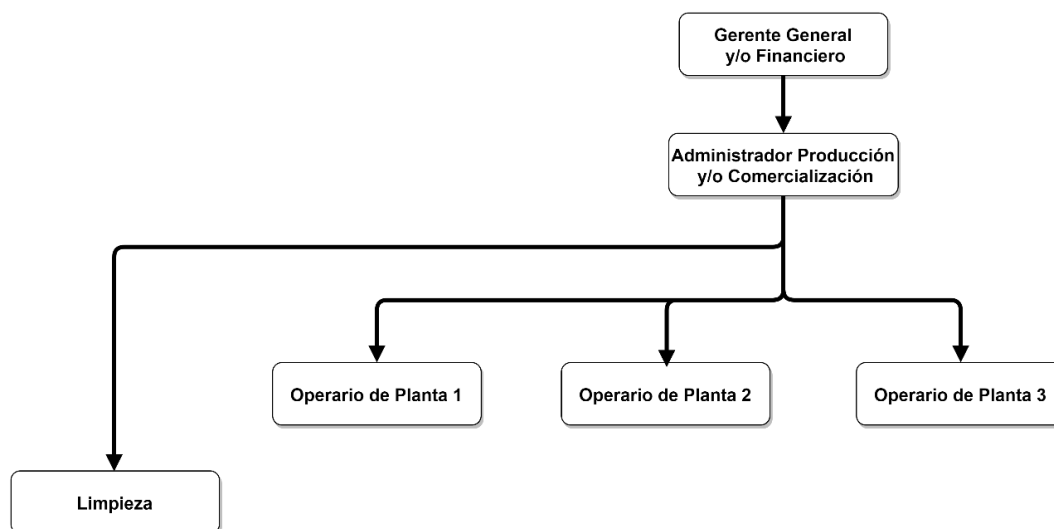 Gerente General
y/o Financiero
Administrador Producción
y/o Comercialización
Operario de Planta 1
Operario de Planta 2
Operario de Planta 3
Limpieza